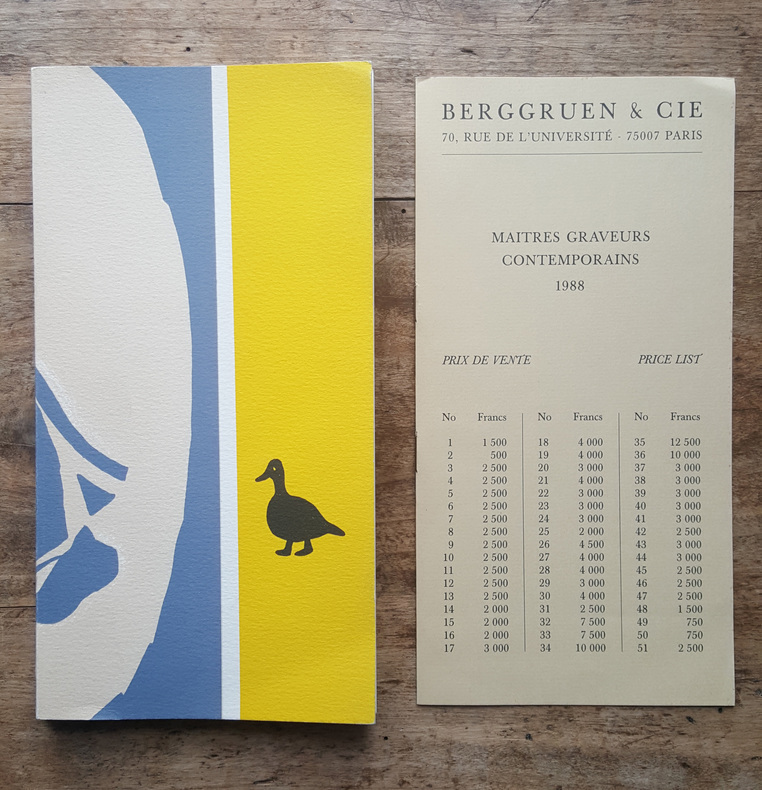 BERGGRUEN & CIE
70, RUE DE L'UNIVERSITÉ - 75007 PARIS
MAITRES GRAVEURS
CONTEMPORAINS
1988
PRIX DE VENTE PRICE LIST
No Francs No Francs No Francs
1 1 500 18 4 000 35 12 500
2 500 19 4 000 36 10 000
3 2 500 20 3 000 37 3 000
4 2 500 21 4 000 38 3 000
5 2 500 22 3 000 39 3 000
6 2 500 23 3 000 40 3 000
7 2 500 24 3 000 41 3 000
8 2 500 25 2 000 42 2 500
9 2 500 26 4 500 43 3 000
10 2 500 27 4 000 44 3 000
11 2 500 28 4 000 45 2 500
12 2 500 29 3 000 46 2 500
13 2 500 30 4 000 47 2 500
14 2 000 31 2 500 48 1 500
15 2 000 32 7 500 49 750
16 2 000 33 7 500 50 750
17 3 000 34 10 000 51 2 500